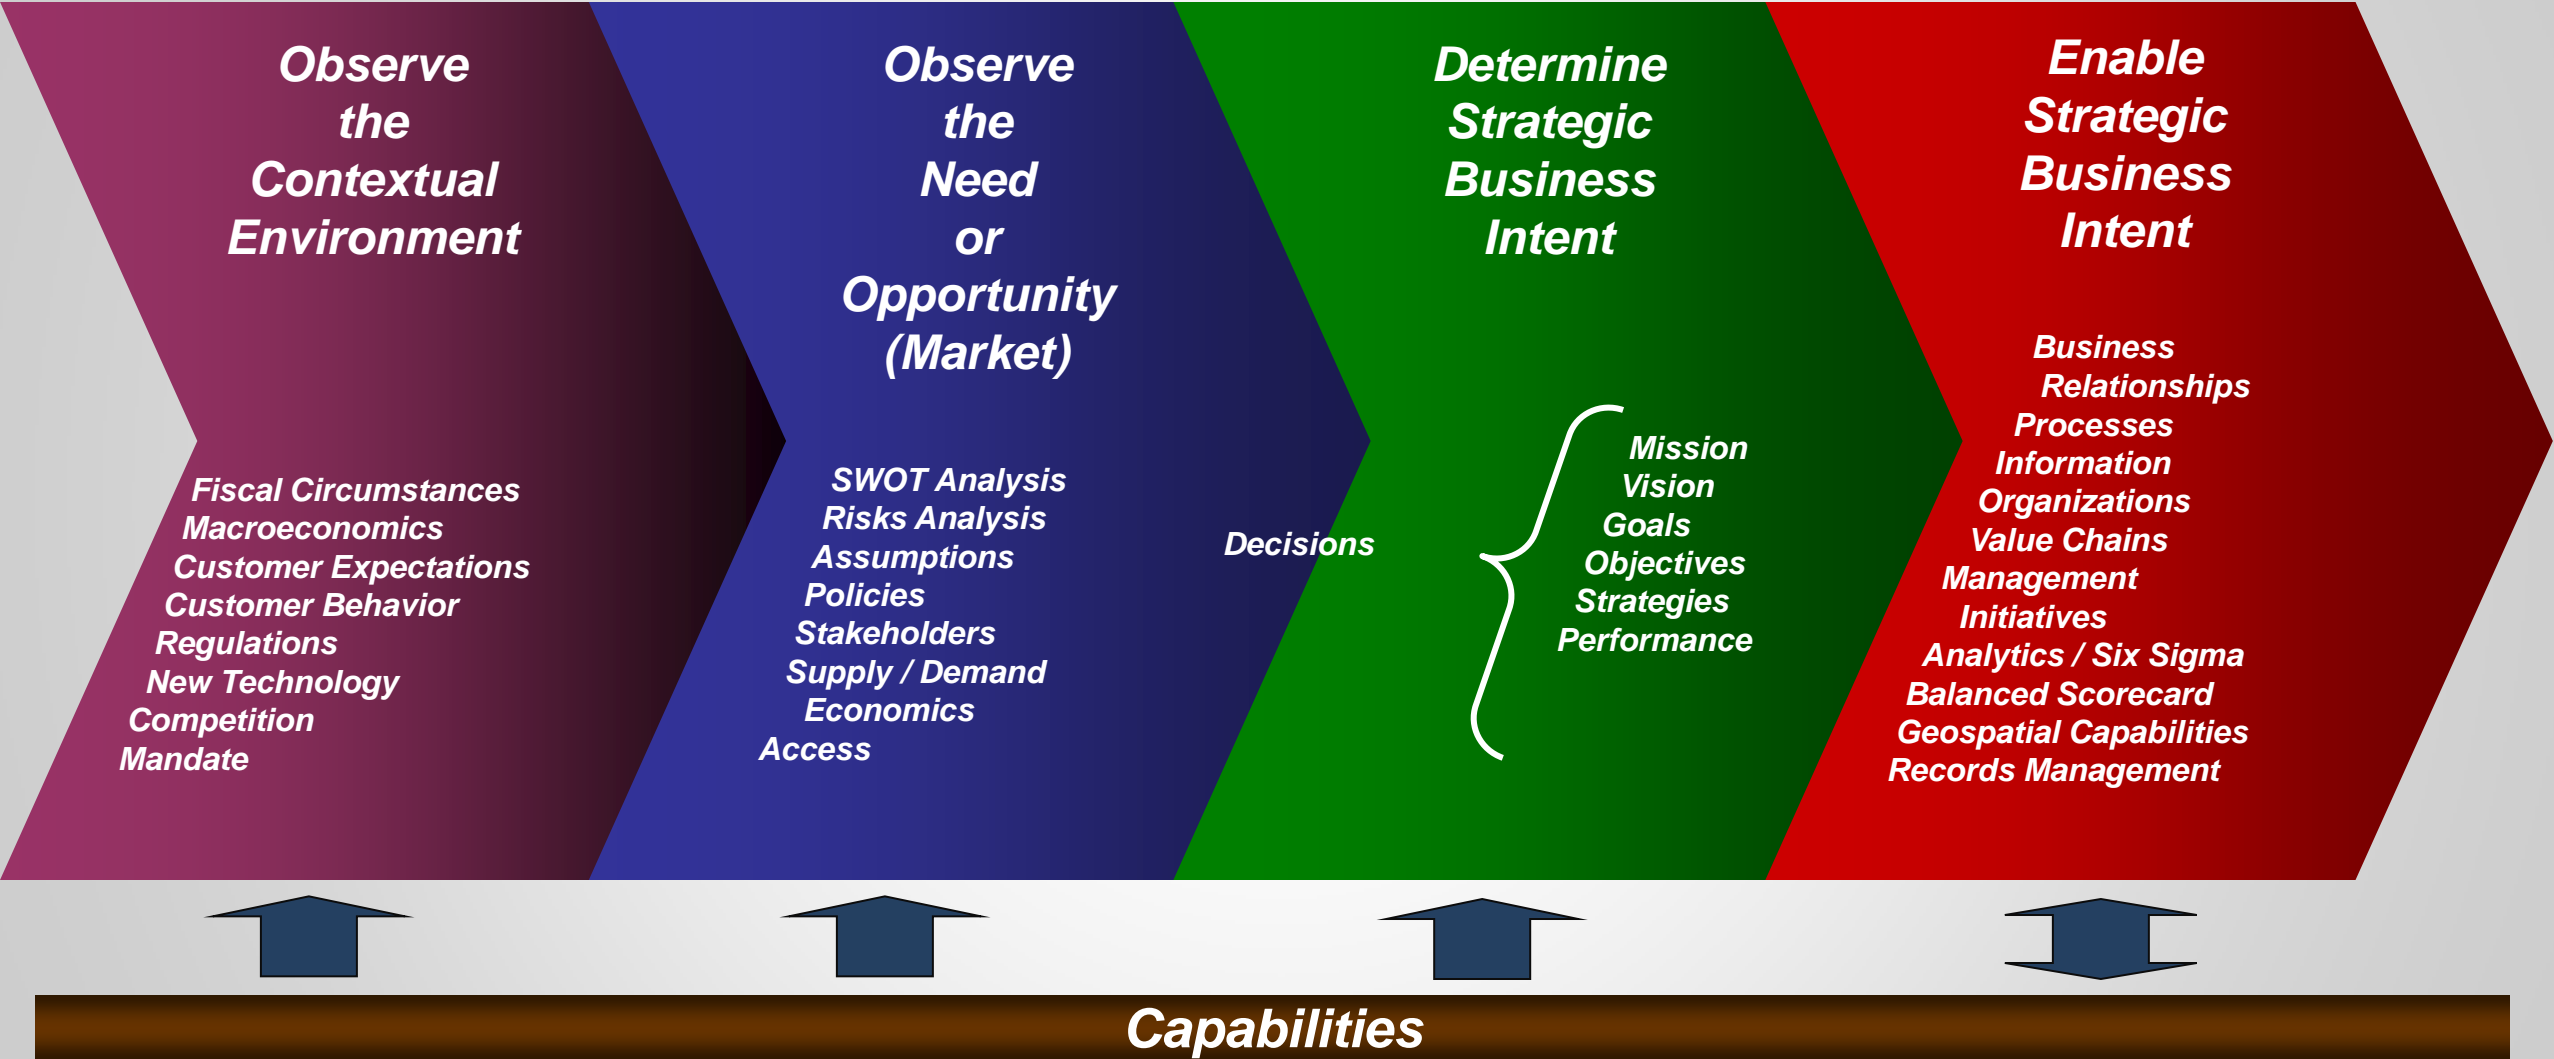 Observe
the
Contextual
Environment
Fiscal Circumstances
Macroeconomics
Customer Expectations
Customer Behavior
Regulations
New Technology
Competition
Mandate
Observe
the
Need
or
Opportunity
(Market)
SWOT Analysis
Risks Analysis
Assumptions
Policies
Stakeholders
Supply / Demand
Economics
Access
Determine
Strategic
Business
Intent
Decisions
Mission
Vision
Goals
Objectives
Strategies
Performance
Enable
Strategic
Business
Intent
Business
Relationships
Processes
Information
Organizations
Value Chains
Management
Initiatives
Analytics / Six Sigma
Balanced Scorecard
Geospatial Capabilities
Records Management
Capabilities